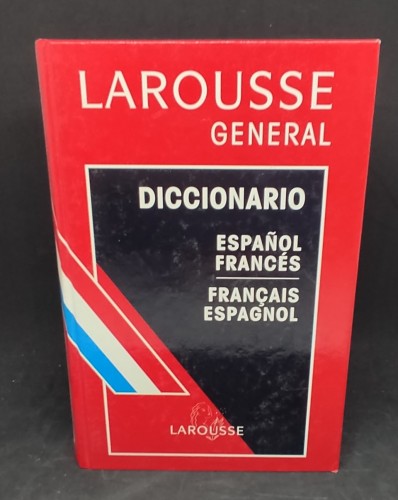 LAROUSSE
GENERAL
DICCIONARIO
ESPAÑOL
FRANCÉS
FRANÇAIS
ESPAGNOL
LAROUSSE